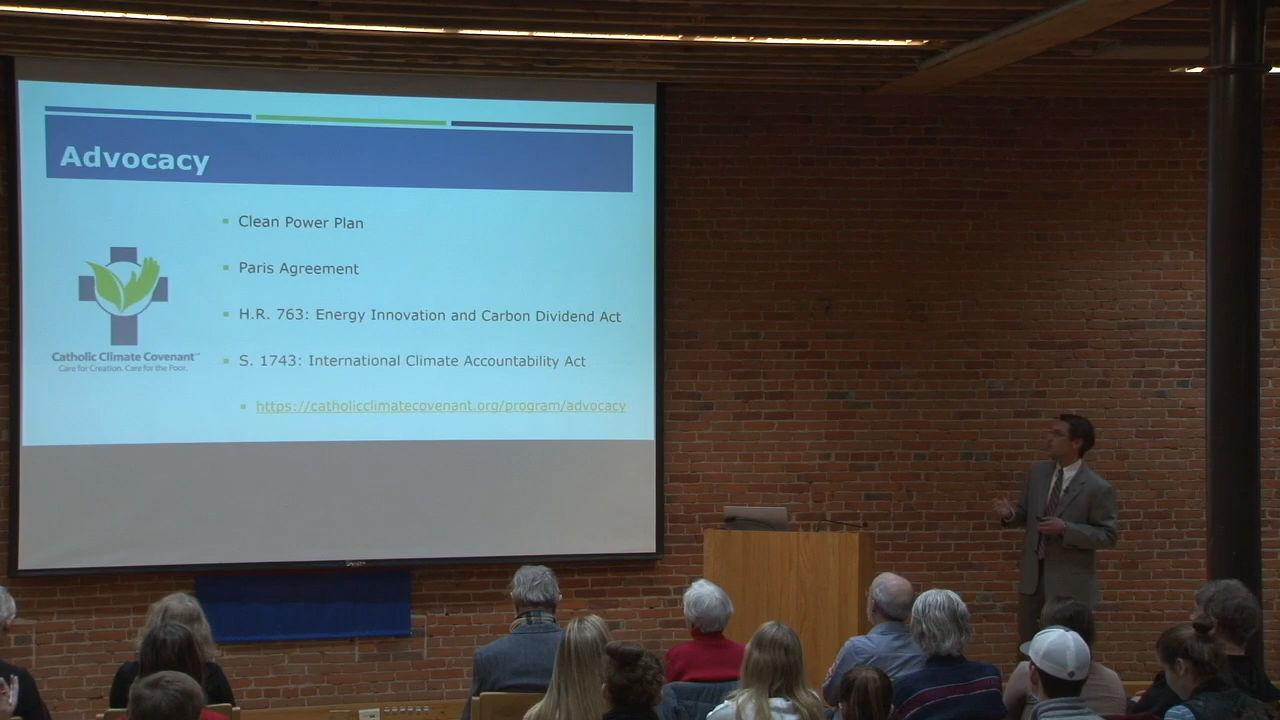 Advocacy
Clean Power Plan
Paris Agreement
H.R. 763: Energy Innovation and Carbon Dividend Act
S. 1743: International Climate Accountability Act
https://catholicclimatecovenant.org/program/advocacy
Catholic Climate Covenant
Care for Creation. Care for the Poor.